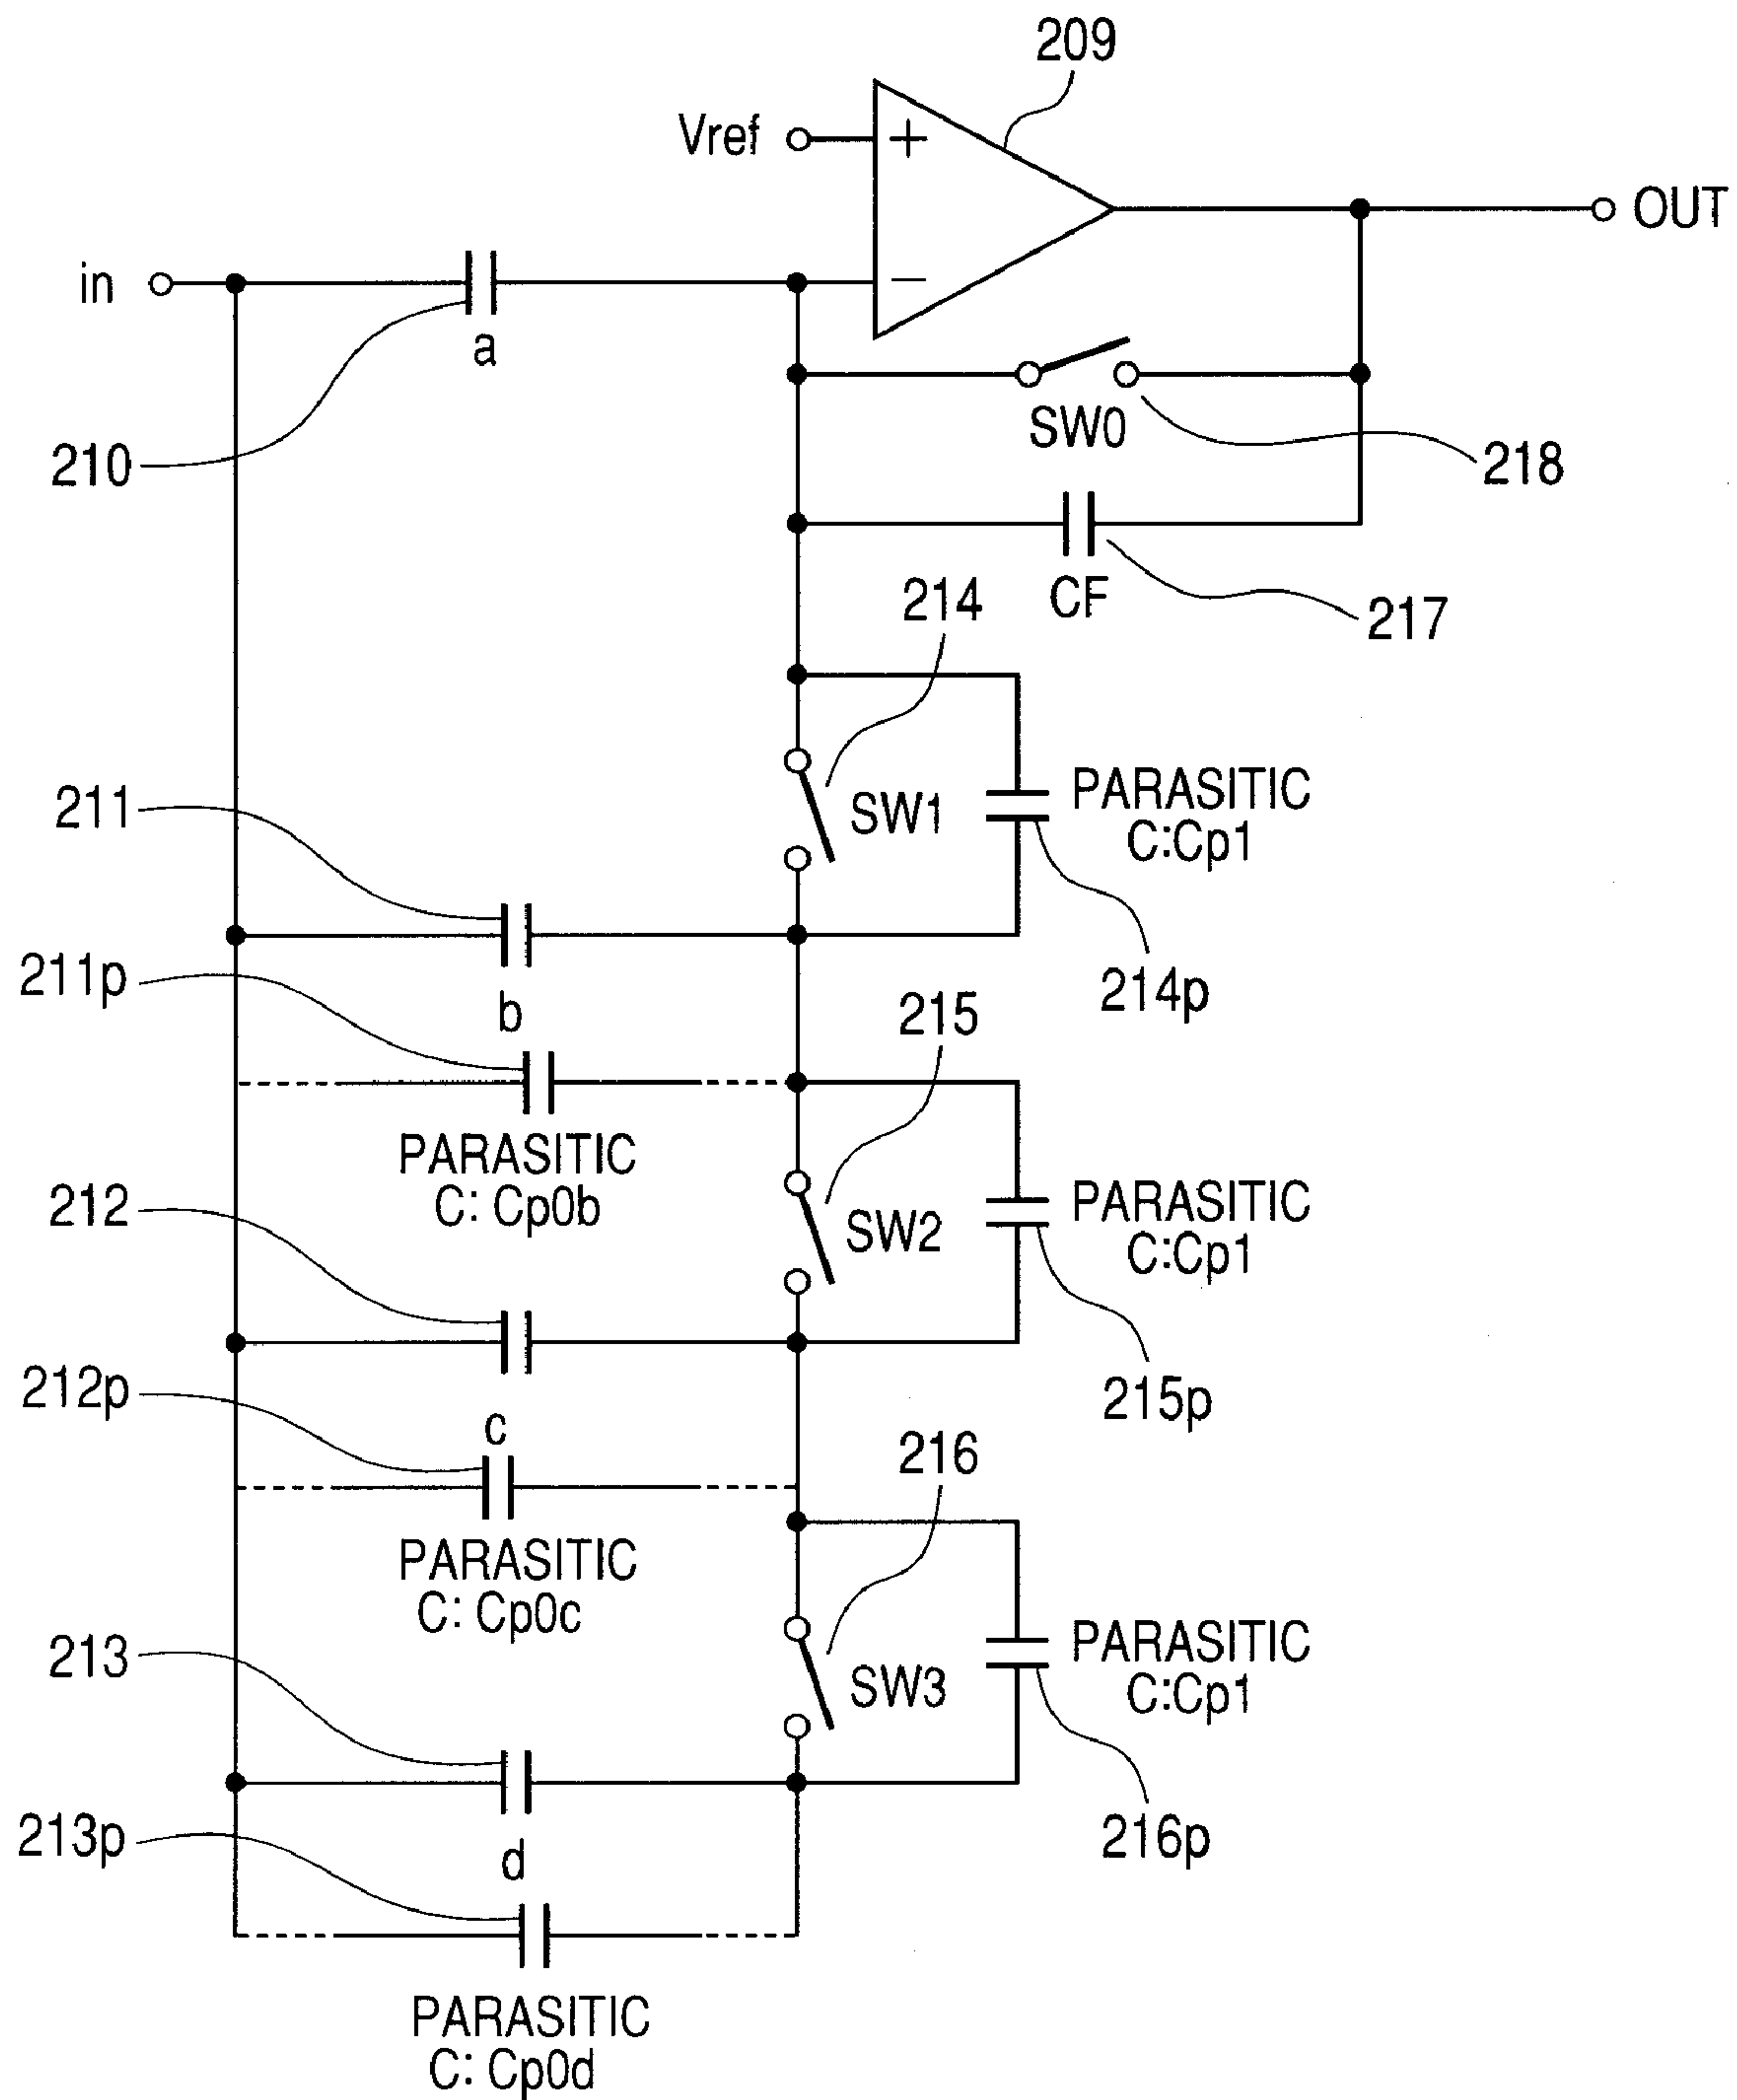 209
Vref
+
OUT
in
−
a
SW0
210
218
CF
214
217
211
SW1
PARASITIC
C:Cp1
211p
b
215
214p
PARASITIC
C: Cp0b
212
SW2
PARASITIC
C:Cp1
212p
c
216
215p
PARASITIC
C: Cp0c
213
SW3
PARASITIC
C:Cp1
213p
d
216p
PARASITIC
C: Cp0d